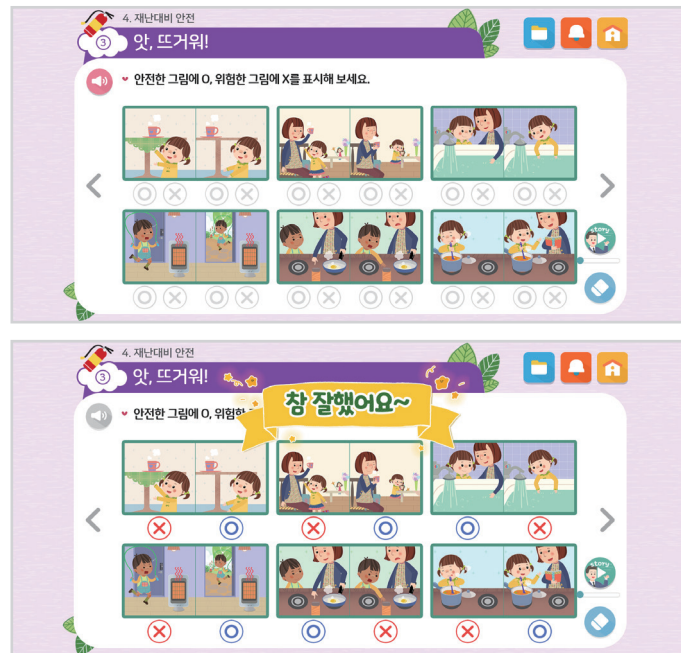 4. 재난대비 안전
3 앗, 뜨거워!
안전한 그림에 O, 위험한 그림에 X를 표시해 보세요.
story
4. 재난대비 안전
3 앗, 뜨거워!
참 잘했어요~
안전한 그림에 O, 위험한
story